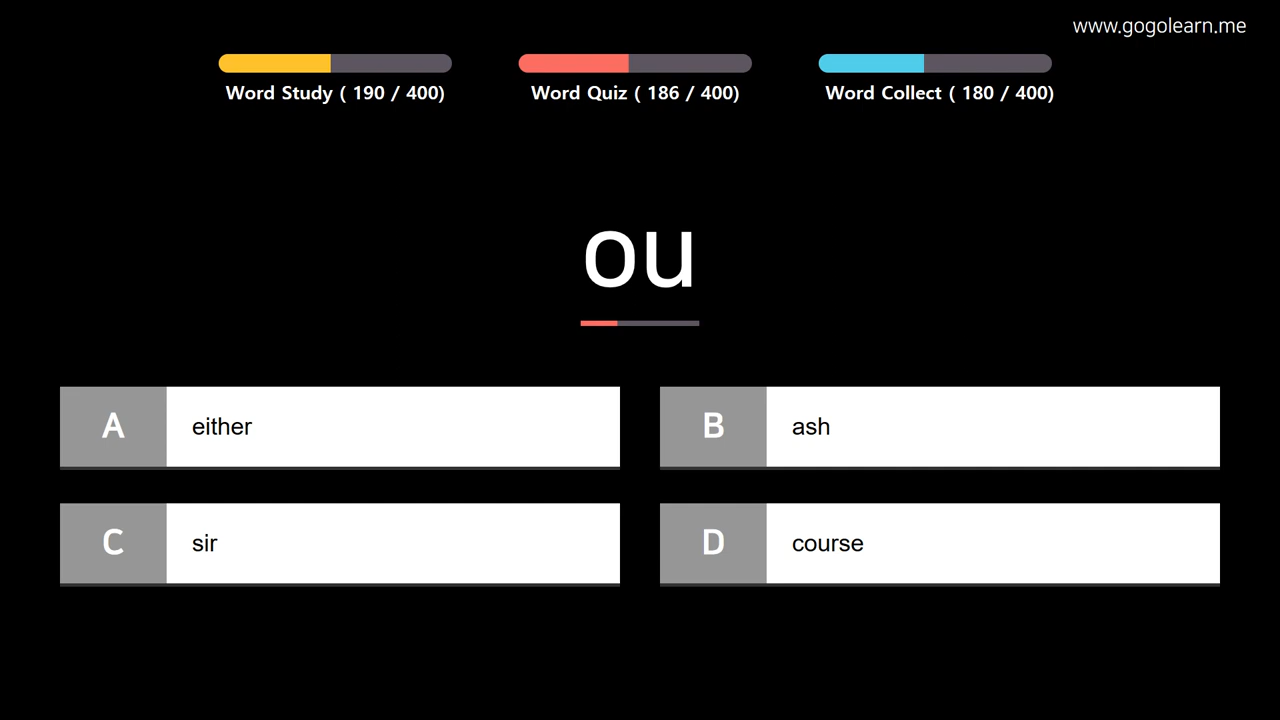 www.gogolearn.me
Word Study ( 190 / 400)
Word Quiz ( 186 / 400)
Word Collect ( 180 / 400)
ou
A either
B ash
C sir
D course